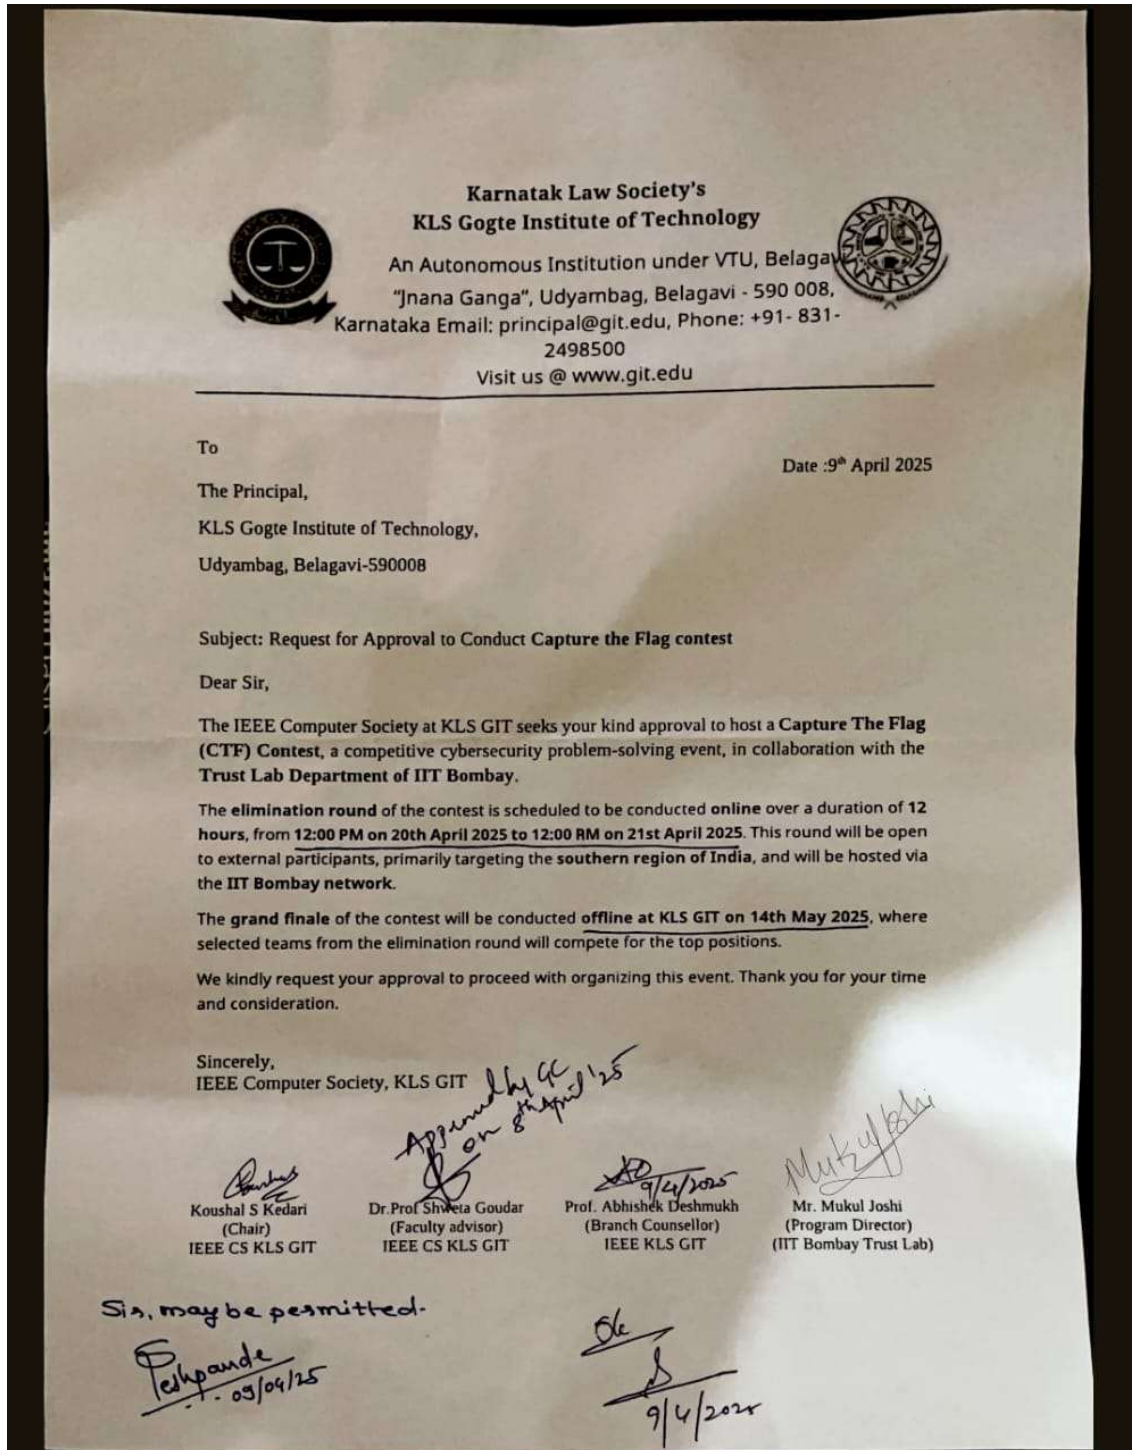 Karnatak Law Society's
KLS Gogte Institute of Technology
An Autonomous Institution under VTU, Belagav
"Jnana Ganga", Udyambag, Belagavi - 590 008,
Karnataka Email: principal@git.edu, Phone: +91- 831-
2498500
Visit us @ www.git.edu
To
Date :9th April 2025
The Principal,
KLS Gogte Institute of Technology,
Udyambag, Belagavi-590008
Subject: Request for Approval to Conduct Capture the Flag contest
Dear Sir,
The IEEE Computer Society at KLS GIT seeks your kind approval to host a Capture The Flag
(CTF) Contest, a competitive cybersecurity problem-solving event, in collaboration with the
Trust Lab Department of IIT Bombay.
The elimination round of the contest is scheduled to be conducted online over a duration of 12
hours, from 12:00 PM on 20th April 2025 to 12:00 RM on 21st April 2025. This round will be open
to external participants, primarily targeting the southern region of India, and will be hosted via
the IIT Bombay network.
The grand finale of the contest will be conducted offline at KLS GIT on 14th May 2025, where
selected teams from the elimination round will compete for the top positions.
We kindly request your approval to proceed with organizing this event. Thank you for your time
and consideration.
Sincerely,
IEEE Computer Society, KLS GIT
Approved by GC
on 8th April '25
9/4/2025
Mukul Joshi
Koushal S Kedari
(Chair)
IEEE CS KLS GIT
Dr.Prof Shweta Goudar
(Faculty advisor)
IEEE CS KLS GIT
Prof. Abhishek Deshmukh
(Branch Counsellor)
IEEE KLS GIT
Mr. Mukul Joshi
(Program Director)
(IIT Bombay Trust Lab)
Sir, may be permitted.
Deshpande
09/04/25
Ok
9/4/2025